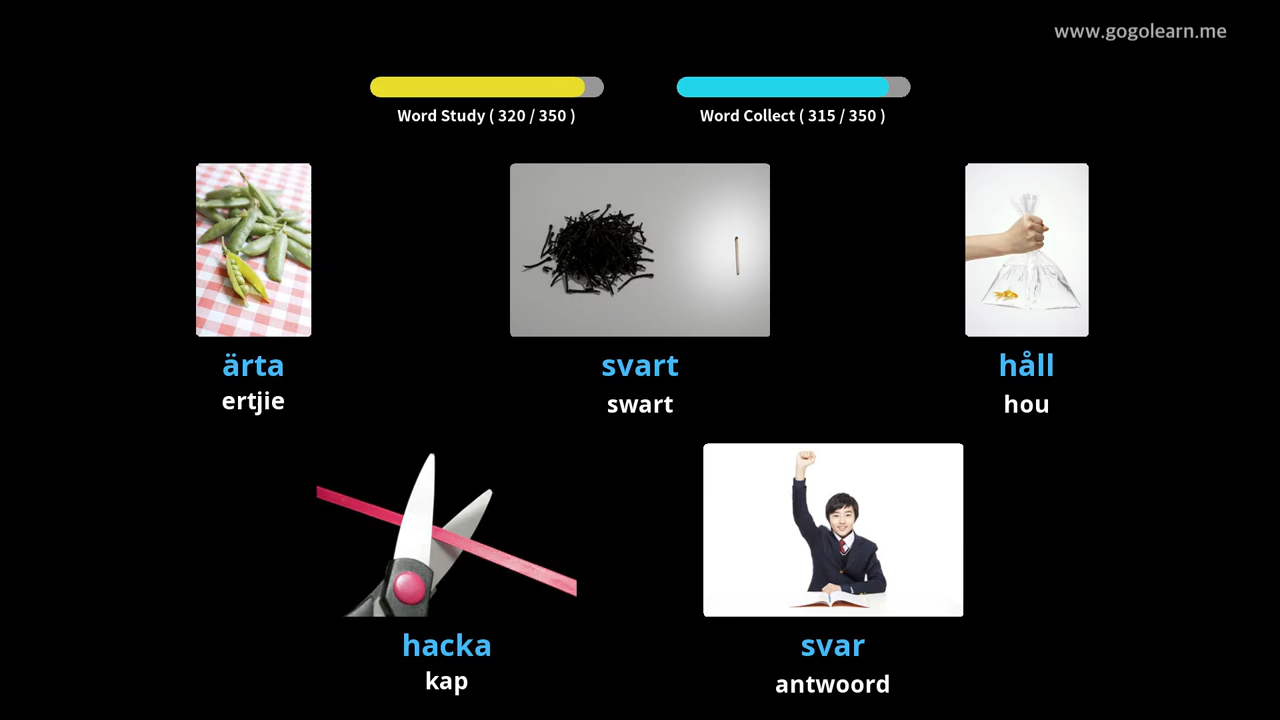 www.gogolearn.me
Word Study ( 320 / 350 )
Word Collect ( 315 / 350 )
ärta
ertjie
svart
swart
håll
hou
hacka
kap
svar
antwoord